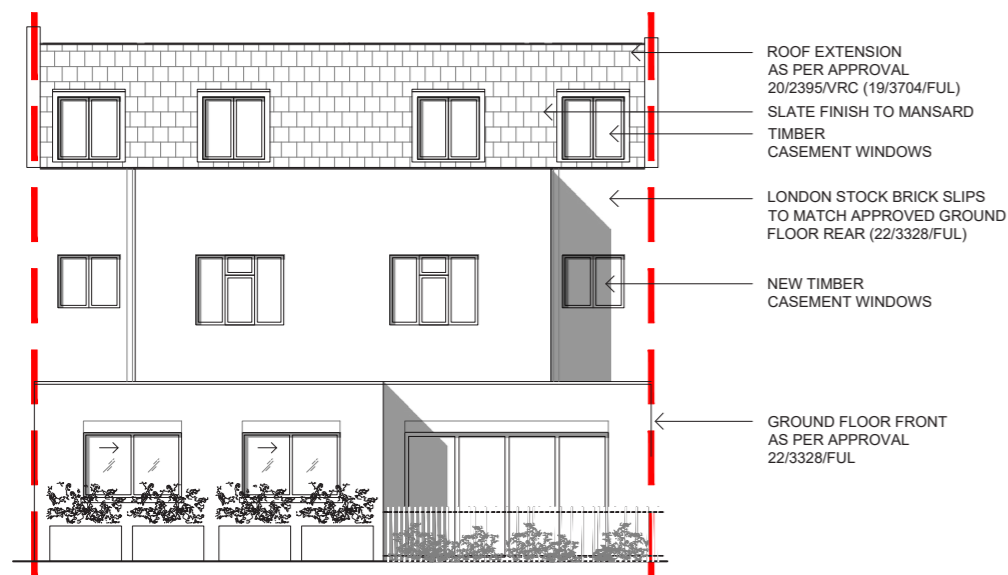 ROOF EXTENSION
AS PER APPROVAL
20/2395/VRC (19/3704/FUL)
SLATE FINISH TO MANSARD
TIMBER
CASEMENT WINDOWS
LONDON STOCK BRICK SLIPS
TO MATCH APPROVED GROUND
FLOOR REAR (22/3328/FUL)
NEW TIMBER
CASEMENT WINDOWS
GROUND FLOOR FRONT
AS PER APPROVAL
22/3328/FUL